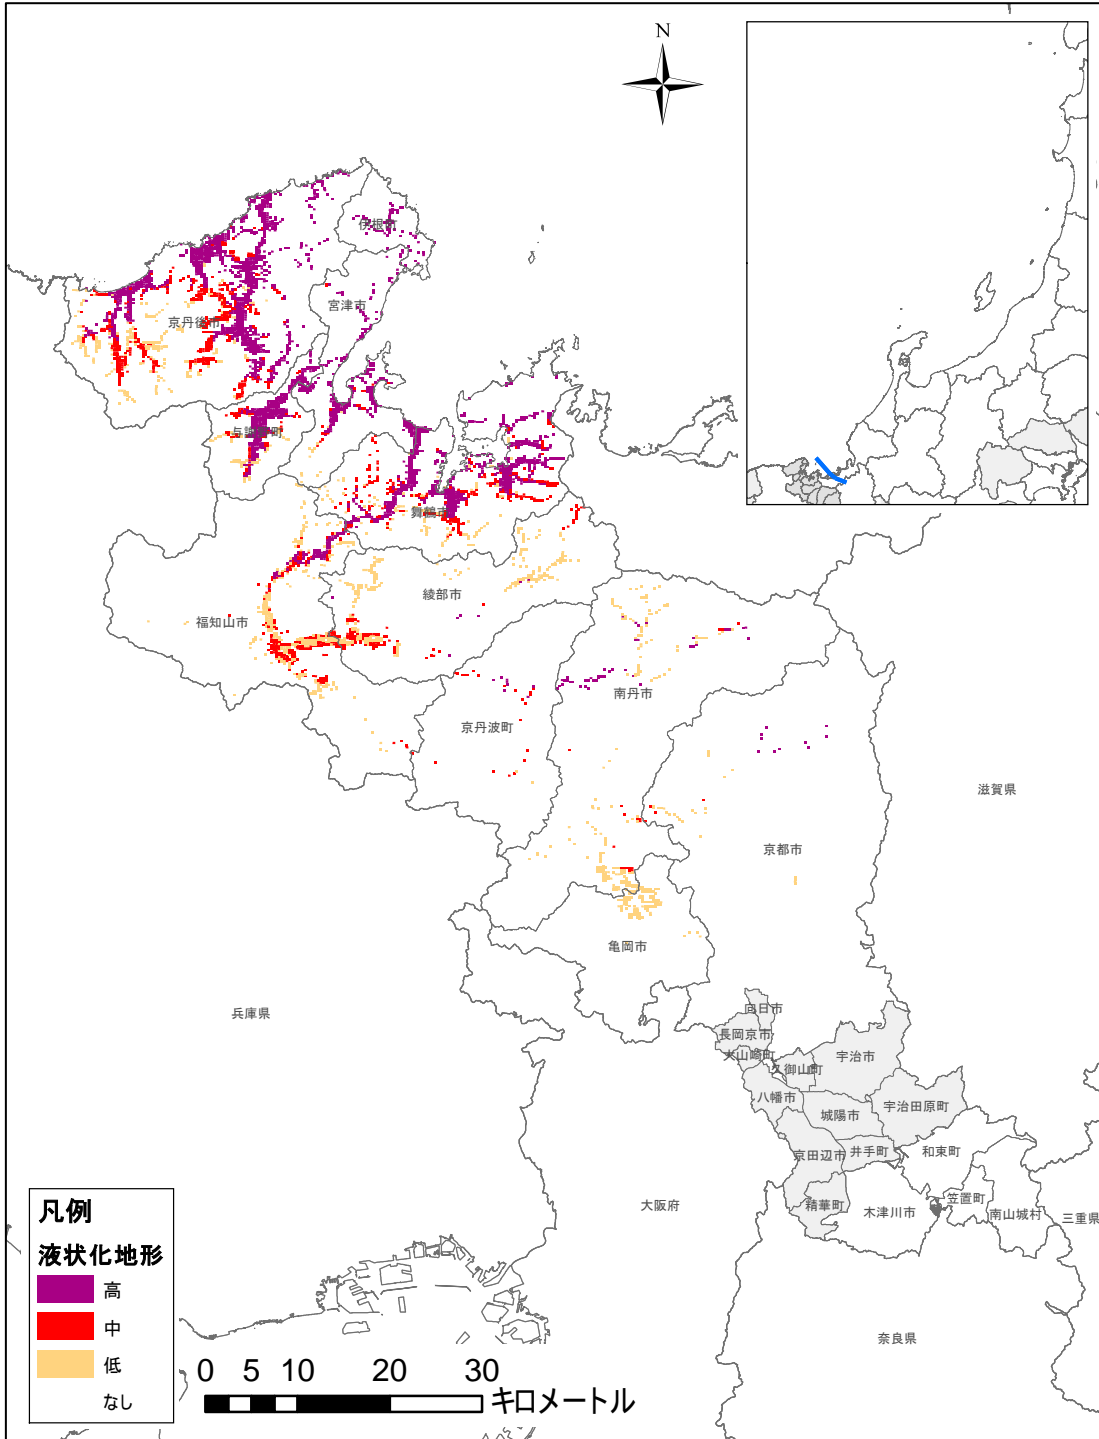 N
伊根町
宮津市
京丹後市
与謝野町
舞鶴市
綾部市
福知山市
南丹市
京丹波町
滋賀県
京都市
亀岡市
兵庫県
向日市
長岡京市
大山崎町
宇治市
久御山町
八幡市
宇治田原町
城陽市
井手町
和束町
京田辺市
笠置町
精華町
木津川市
南山城村
大阪府
三重県
奈良県
凡例
液状化地形
高
中
低
なし
0 5 10 20 30
キロメートル